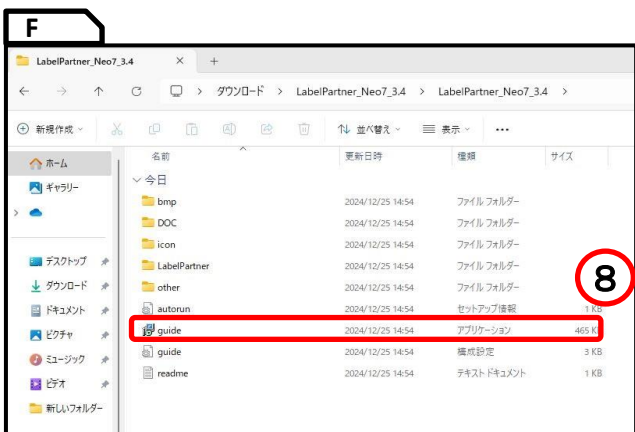 F
LabelPartner_Neo7_3.4
ダウンロード > LabelPartner_Neo7_3.4 > LabelPartner_Neo7_3.4 >
新規作成 並べ替え 表示 ...
名前 更新日時 種類 サイズ
ホーム
ギャラリー
デスクトップ
ダウンロード
ドキュメント
ピクチャ
ミュージック
ビデオ
新しいフォルダー
今日
bmp 2024/12/25 14:54 ファイル フォルダー
DOC 2024/12/25 14:54 ファイル フォルダー
icon 2024/12/25 14:54 ファイル フォルダー
LabelPartner 2024/12/25 14:54 ファイル フォルダー
other 2024/12/25 14:54 ファイル フォルダー
autorun 2024/12/25 14:54 セットアップ情報 1 KB
guide 2024/12/25 14:54 アプリケーション 465 KB
guide 2024/12/25 14:54 構成設定 3 KB
readme 2024/12/25 14:54 テキスト ドキュメント 1 KB
8